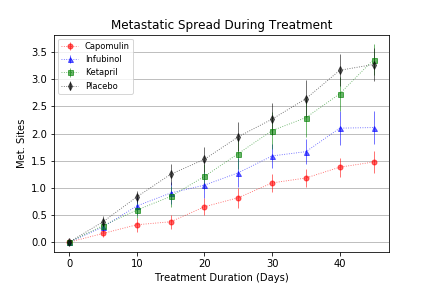 Metastatic Spread During Treatment
Capomulin
Infubinol
Ketapril
Placebo
3.5
3.0
2.5
2.0
1.5
1.0
0.5
0.0
Met. Sites
0 10 20 30 40
Treatment Duration (Days)